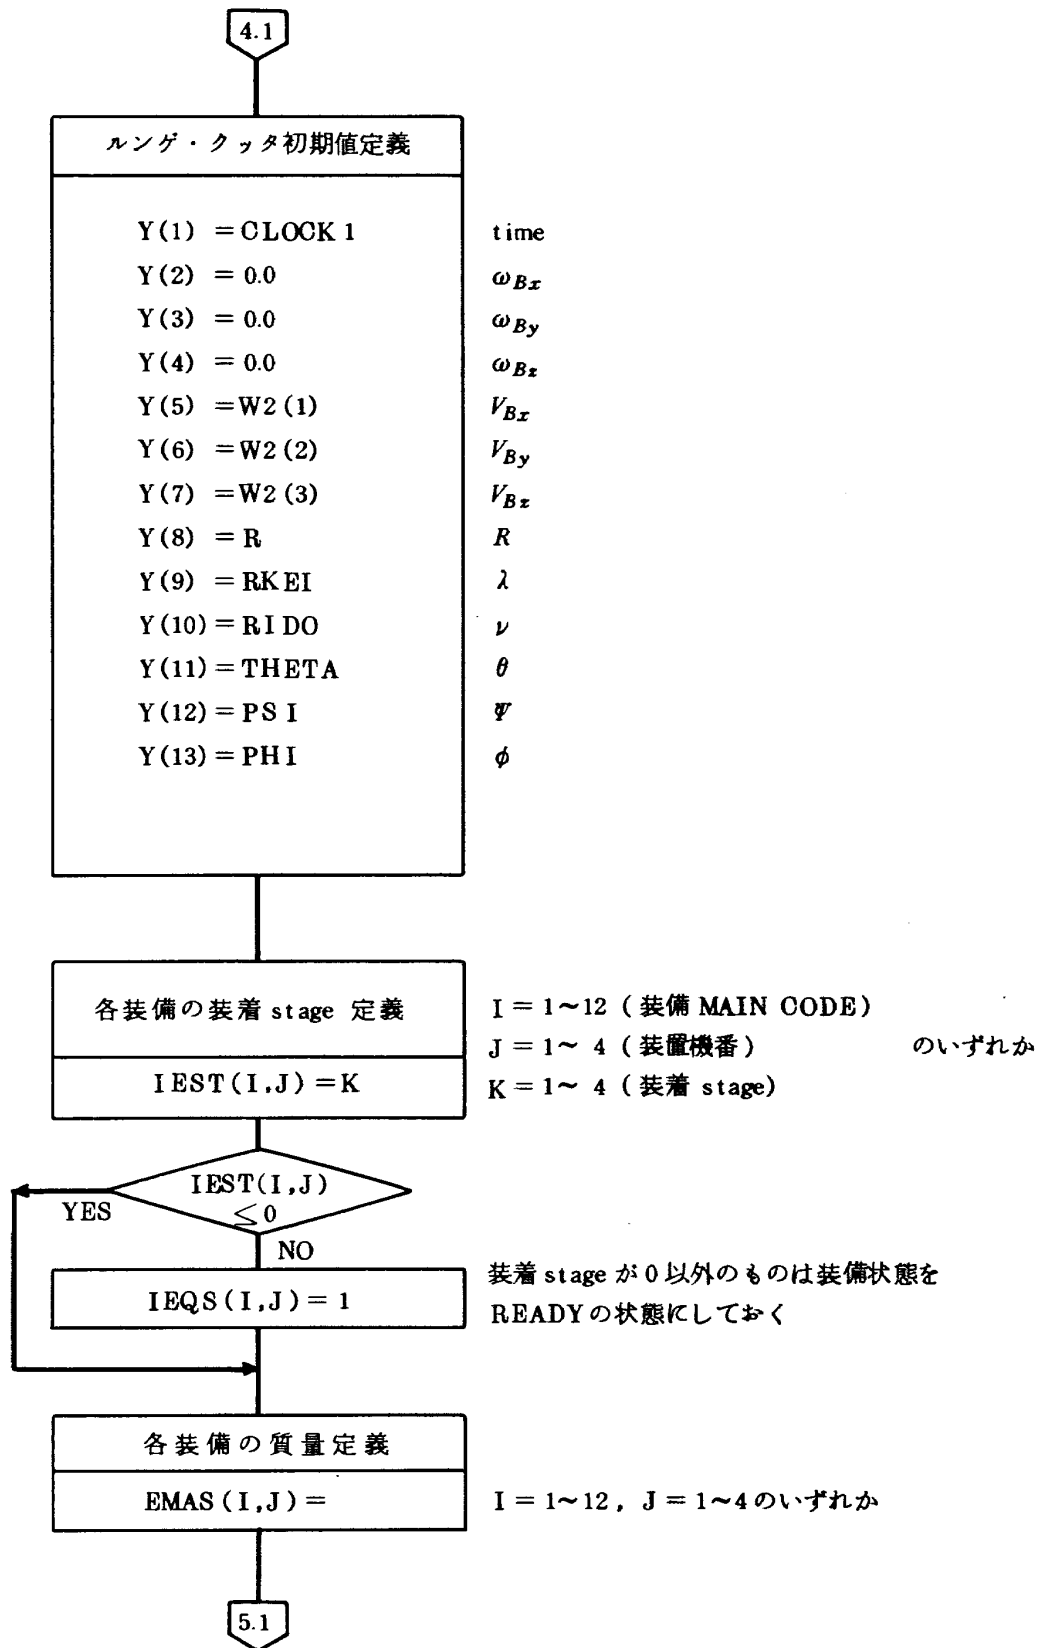 4.1
ルンゲ・クッタ初期値定義
Y(1) = CLOCK 1 time
Y(2) = 0.0 ω_Bx
Y(3) = 0.0 ω_By
Y(4) = 0.0 ω_Bz
Y(5) = W2(1) V_Bx
Y(6) = W2(2) V_By
Y(7) = W2(3) V_Bz
Y(8) = R R
Y(9) = RKEI λ
Y(10) = RIDO ν
Y(11) = THETA θ
Y(12) = PSI Ψ
Y(13) = PHI φ
各装備の装着 stage 定義
IEST(I,J) = K
I = 1~12 (装備 MAIN CODE)
J = 1~ 4 (装置機番) のいずれか
K = 1~ 4 (装着 stage)
IEST(I,J)
≦ 0
YES
NO
IEQS(I,J) = 1
装着 stage が 0 以外のものは装備状態を
READY の状態にしておく
各装備の質量定義
EMAS(I,J) = I = 1~12, J = 1~4 のいずれか
5.1